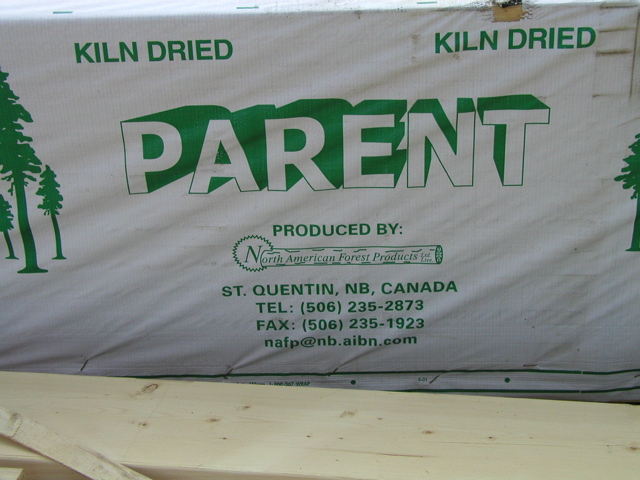 KILN DRIED
KILN DRIED
PARENT
PRODUCED BY:
North American Forest Products Ltd. Ltée.
ST. QUENTIN, NB, CANADA
TEL: (506) 235-2873
FAX: (506) 235-1923
nafp@nb.aibn.com